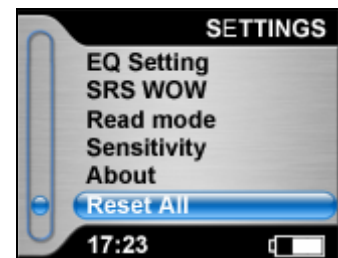 SETTINGS
EQ Setting
SRS WOW
Read mode
Sensitivity
About
Reset All
17:23